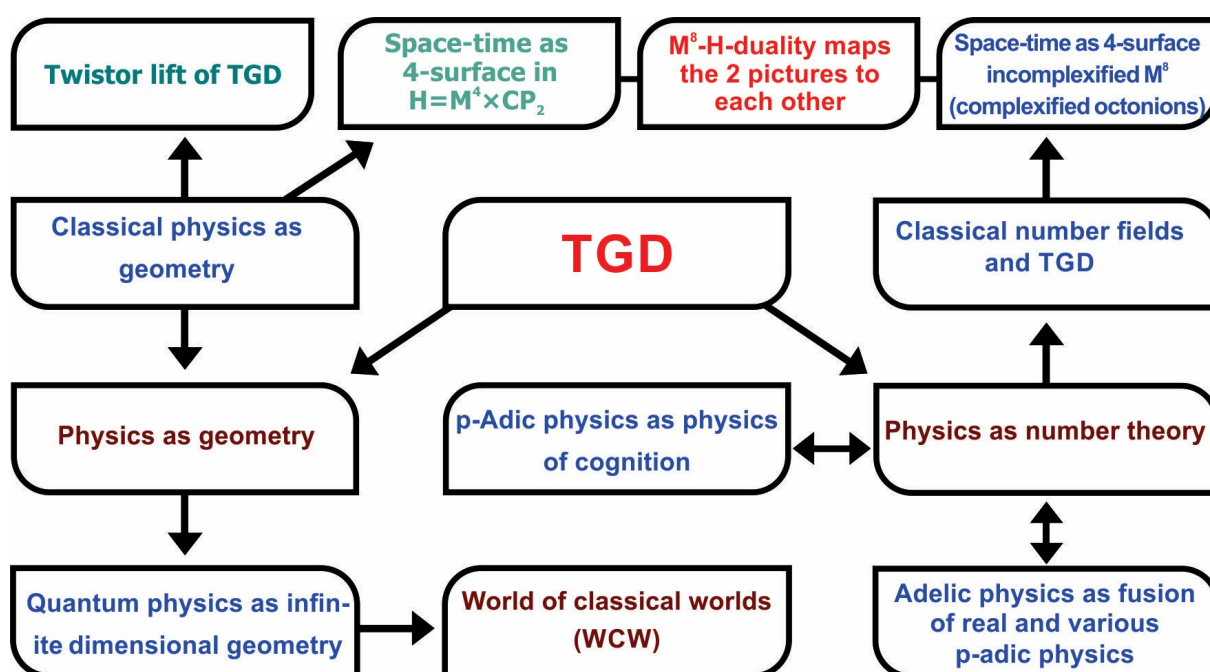 Twistor lift of TGD
Space-time as
4-surface in
H=M⁴×CP₂
M⁸-H-duality maps
the 2 pictures to
each other
Space-time as 4-surface
incomplexified M⁸
(complexified octonions)
Classical physics as
geometry
TGD
Classical number fields
and TGD
Physics as geometry
p-Adic physics as physics
of cognition
Physics as number theory
Quantum physics as infin-
ite dimensional geometry
World of classical worlds
(WCW)
Adelic physics as fusion
of real and various
p-adic physics